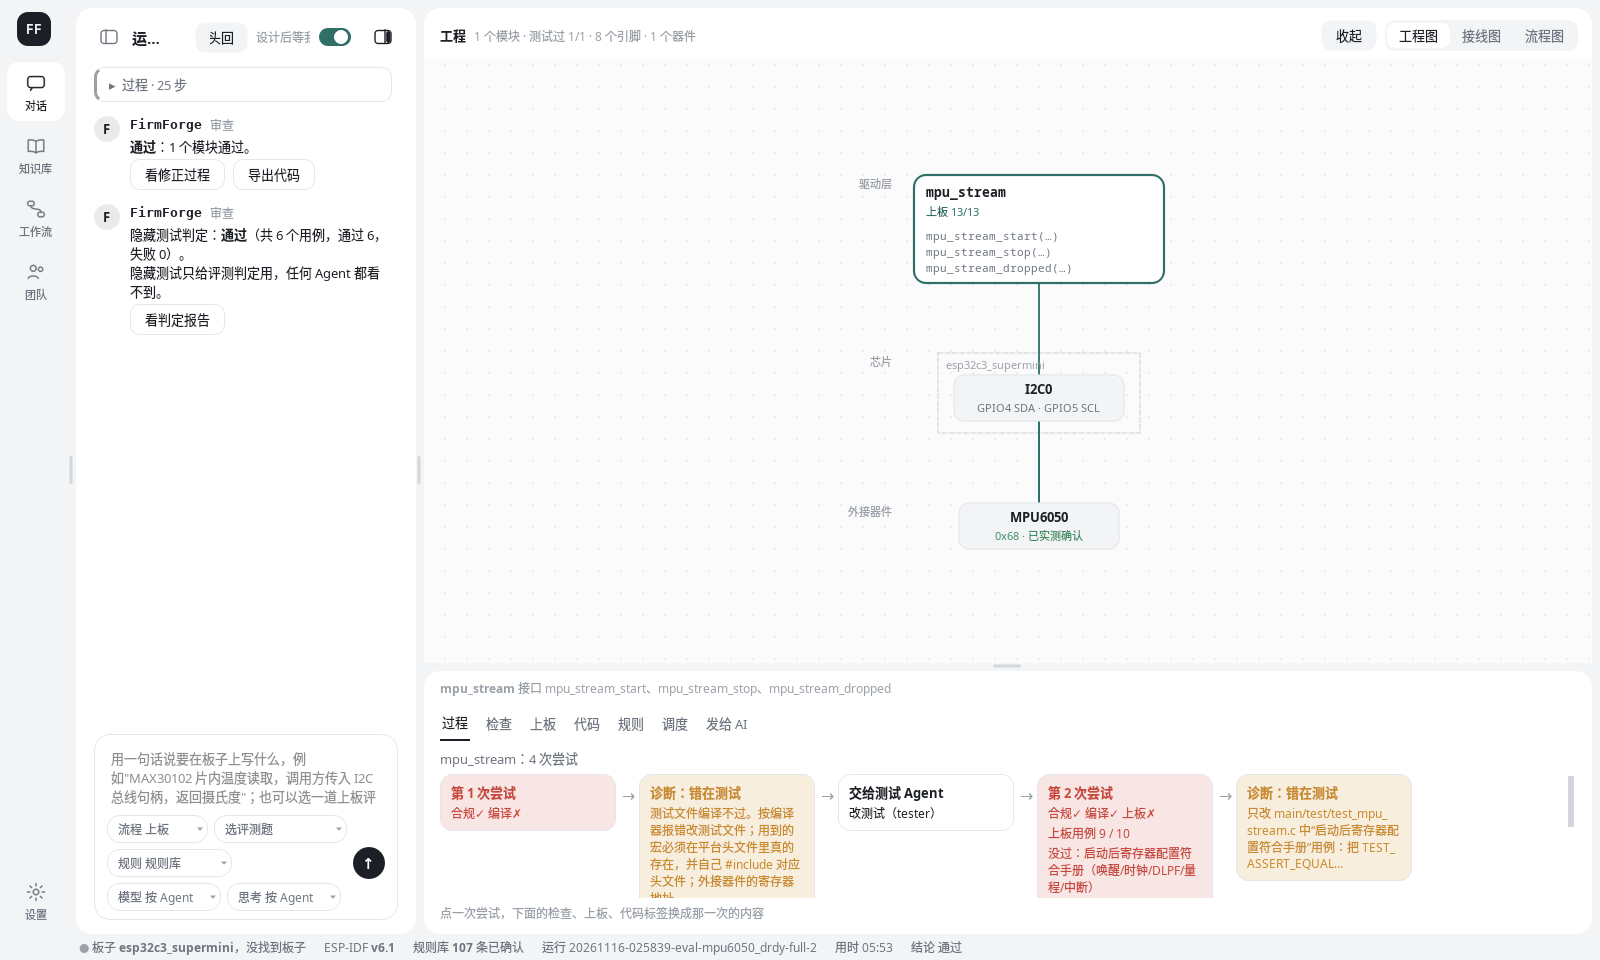 FF
对话
知识库
工作流
团队
设置
运...
头回
设计后等
▸ 过程 · 25 步
F
FirmForge 审查
通过：1 个模块通过。
看修正过程
导出代码
F
FirmForge 审查
隐藏测试判定：通过（共 6 个用例，通过 6，
失败 0）。
隐藏测试只给评测判定用，任何 Agent 都看
不到。
看判定报告
用一句话说要在板子上写什么，例
如"MAX30102 片内温度读取，调用方传入 I2C
总线句柄，返回摄氏度"；也可以选一道上板评
流程 上板
选评测题
规则 规则库
模型 按 Agent
思考 按 Agent
工程 1 个模块 · 测试过 1/1 · 8 个引脚 · 1 个器件
收起
工程图
接线图
流程图
驱动层
mpu_stream
上板 13/13
mpu_stream_start(…)
mpu_stream_stop(…)
mpu_stream_dropped(…)
芯片
esp32c3_supermini
I2C0
GPIO4 SDA · GPIO5 SCL
外接器件
MPU6050
0x68 · 已实测确认
mpu_stream 接口 mpu_stream_start、mpu_stream_stop、mpu_stream_dropped
过程
检查
上板
代码
规则
调度
发给 AI
mpu_stream：4 次尝试
第 1 次尝试
合规✓ 编译✗
→
诊断：错在测试
测试文件编译不过。按编译
器报错改测试文件；用到的
宏必须在平台头文件里真的
存在，并自己 #include 对应
头文件；外接器件的寄存器
地址
→
交给测试 Agent
改测试（tester）
→
第 2 次尝试
合规✓ 编译✓ 上板✗
上板用例 9 / 10
没过：启动后寄存器配置符
合手册（唤醒/时钟/DLPF/量
程/中断）
→
诊断：错在测试
只改 main/test/test_mpu_
stream.c 中“启动后寄存器配
置符合手册”用例：把 TEST_
ASSERT_EQUAL...
点一次尝试，下面的检查、上板、代码标签换成那一次的内容
板子 esp32c3_supermini，没找到板子
ESP-IDF v6.1
规则库 107 条已确认
运行 20261116-025839-eval-mpu6050_drdy-full-2
用时 05:53
结论 通过